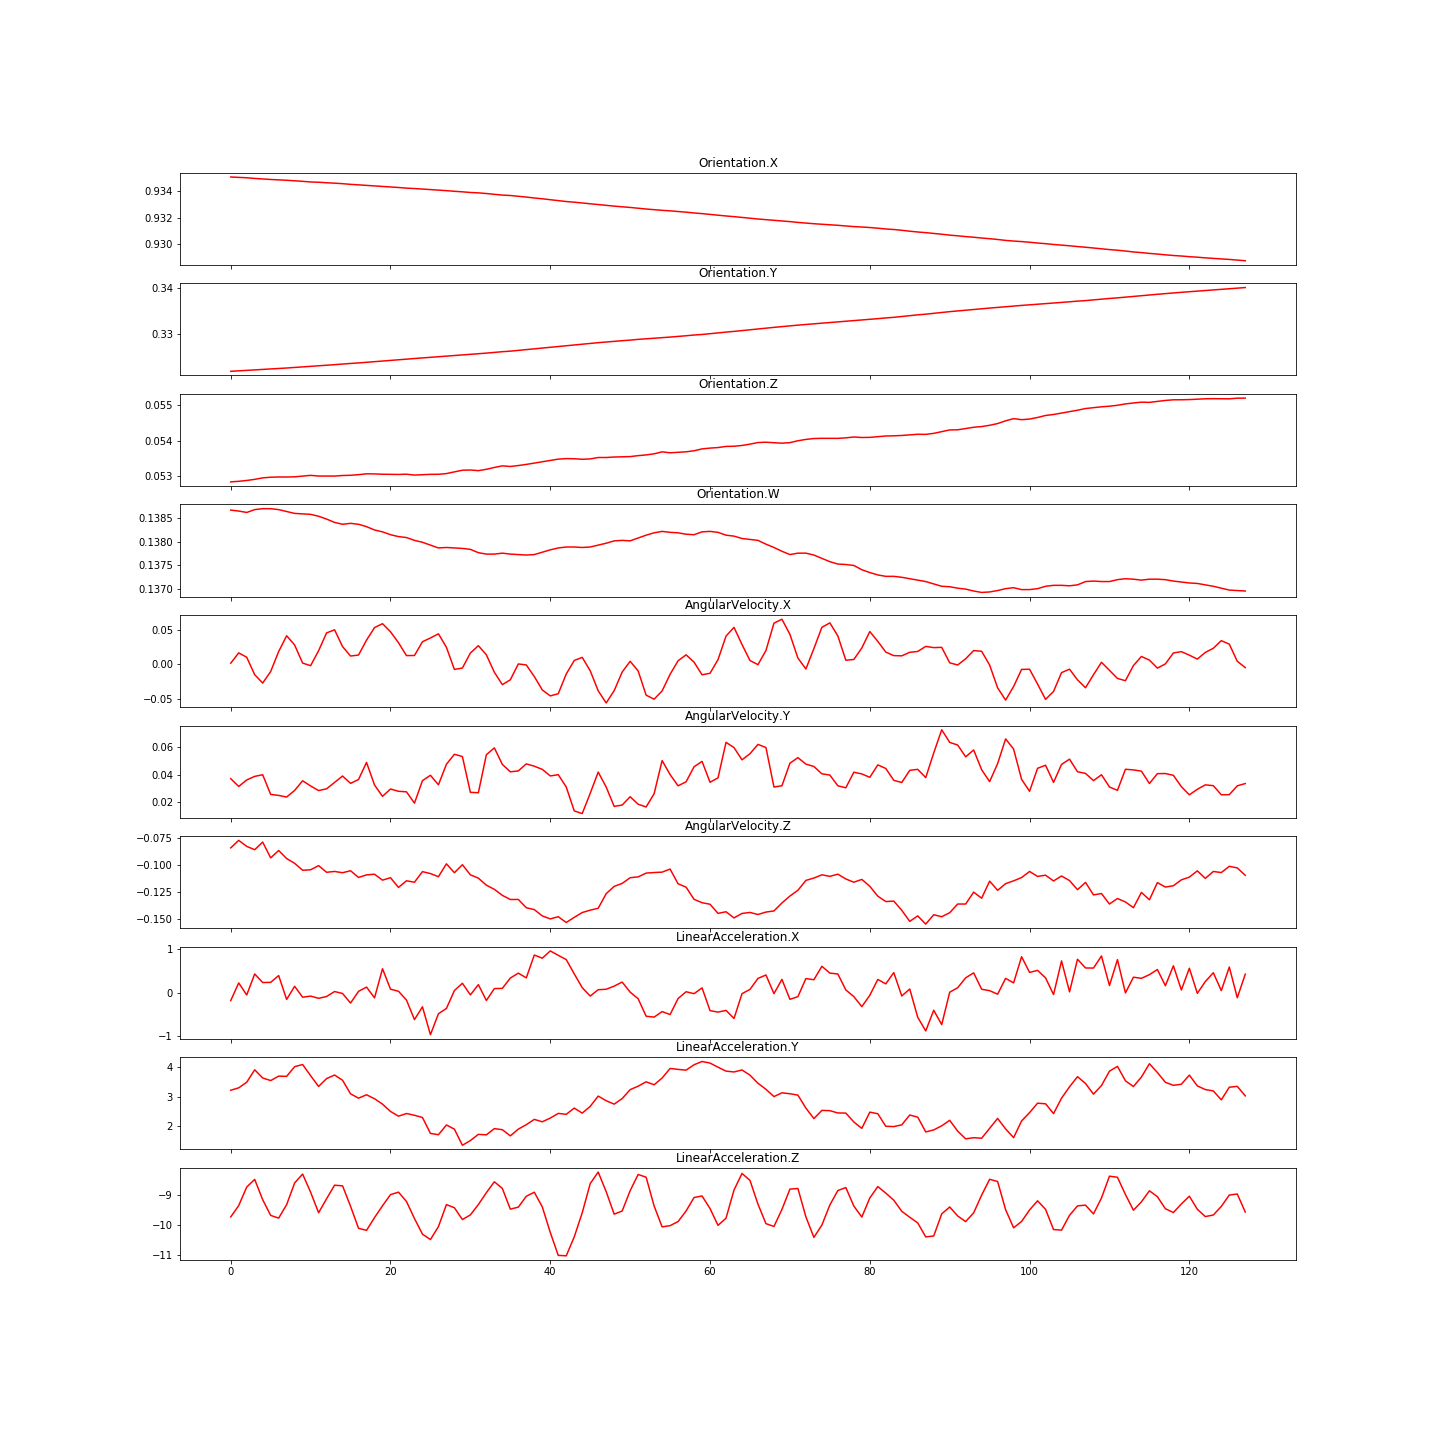 Orientation.X
0.934
0.932
0.930
Orientation.Y
0.34
0.33
Orientation.Z
0.055
0.054
0.053
Orientation.W
0.1385
0.1380
0.1375
0.1370
AngularVelocity.X
0.05
0.00
−0.05
AngularVelocity.Y
0.06
0.04
0.02
AngularVelocity.Z
−0.075
−0.100
−0.125
−0.150
LinearAcceleration.X
1
0
−1
LinearAcceleration.Y
4
3
2
LinearAcceleration.Z
−9
−10
−11
0 20 40 60 80 100 120